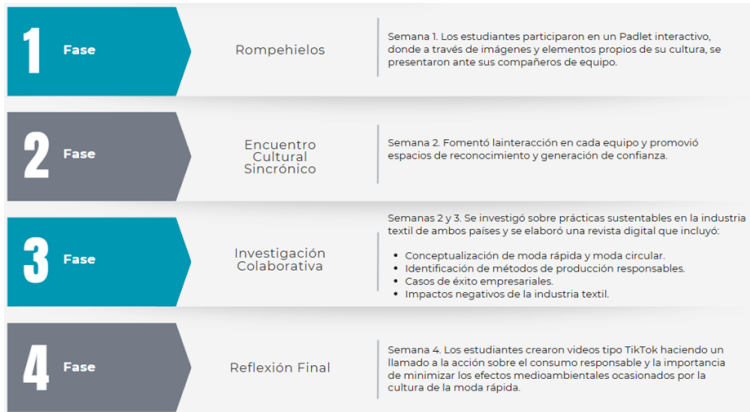 1 Fase
Rompehielos
Semana 1. Los estudiantes participaron en un Padlet interactivo,
donde a través de imágenes y elementos propios de su cultura, se
presentaron ante sus compañeros de equipo.
2 Fase
Encuentro
Cultural
Sincrónico
Semana 2. Fomentó lainteracción en cada equipo y promovió
espacios de reconocimiento y generación de confianza.
3 Fase
Investigación
Colaborativa
Semanas 2 y 3. Se investigó sobre prácticas sustentables en la industria
textil de ambos países y se elaboró una revista digital que incluyó:
• Conceptualización de moda rápida y moda circular.
• Identificación de métodos de producción responsables.
• Casos de éxito empresariales.
• Impactos negativos de la industria textil.
4 Fase
Reflexión Final
Semana 4. Los estudiantes crearon videos tipo TikTok haciendo un
llamado a la acción sobre el consumo responsable y la importancia
de minimizar los efectos medioambientales ocasionados por la
cultura de la moda rápida.